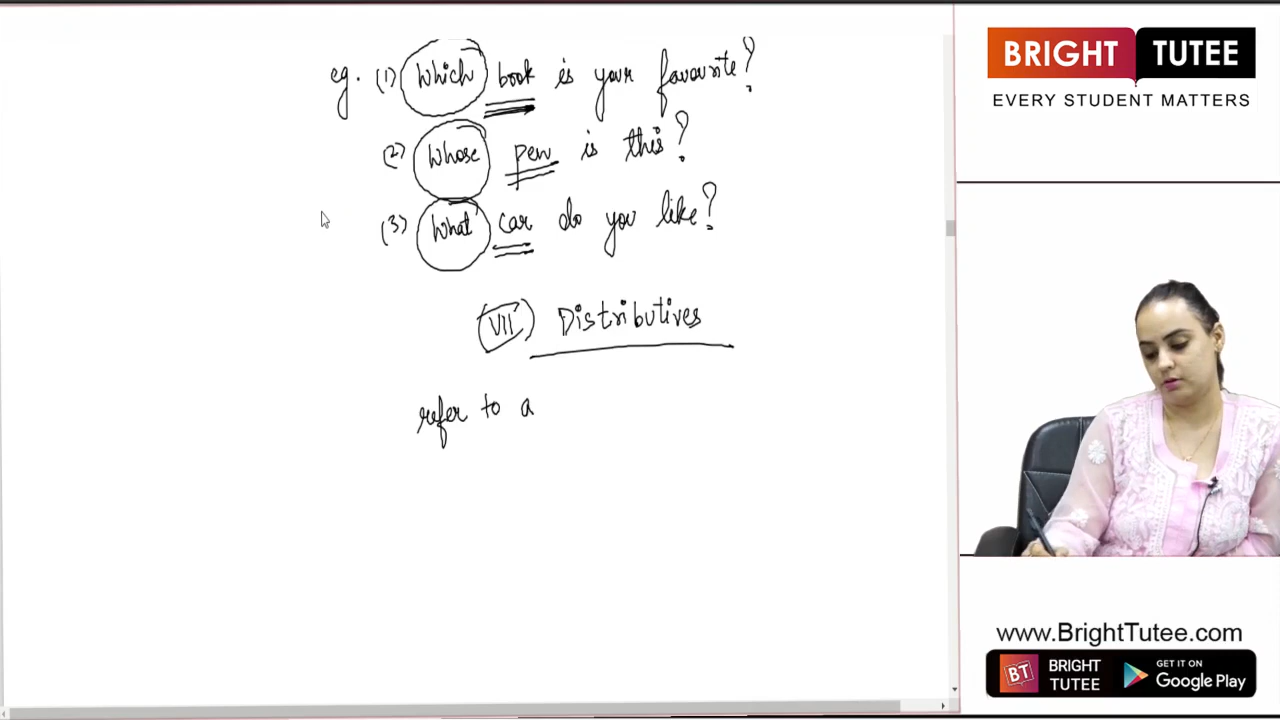 eg. (1) Which book is your favourite?
(2) Whose pen is this?
(3) What car do you like?
(VII) Distributives
refer to a
BRIGHT TUTEE
EVERY STUDENT MATTERS
www.BrightTutee.com
BT BRIGHT TUTEE
GET IT ON Google Play